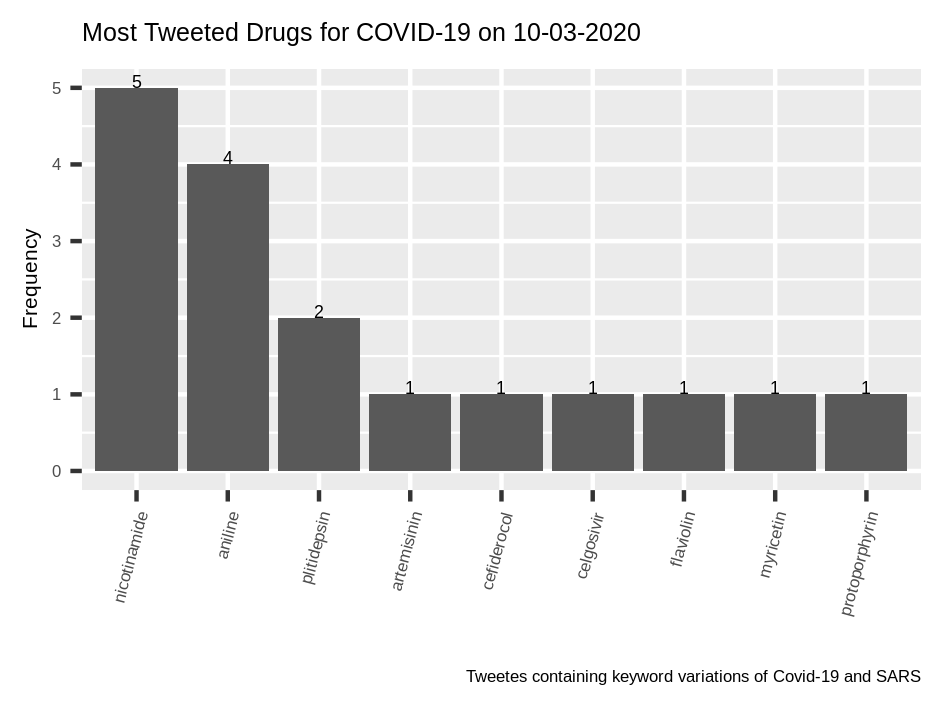 Most Tweeted Drugs for COVID-19 on 10-03-2020
Frequency
5
4
3
2
1
0
5
4
2
1
1
1
1
1
1
nicotinamide
aniline
plitidepsin
artemisinin
cefiderocol
celgosivir
flaviolin
myricetin
protoporphyrin
Tweetes containing keyword variations of Covid-19 and SARS